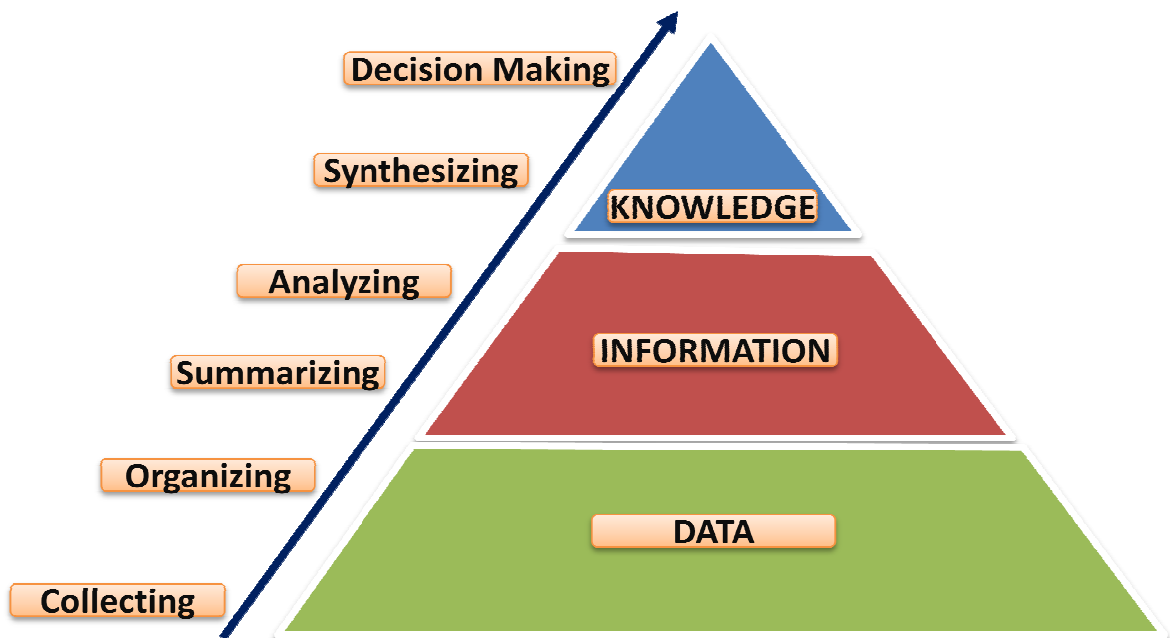 Decision Making
Synthesizing
KNOWLEDGE
Analyzing
INFORMATION
Summarizing
Organizing
DATA
Collecting